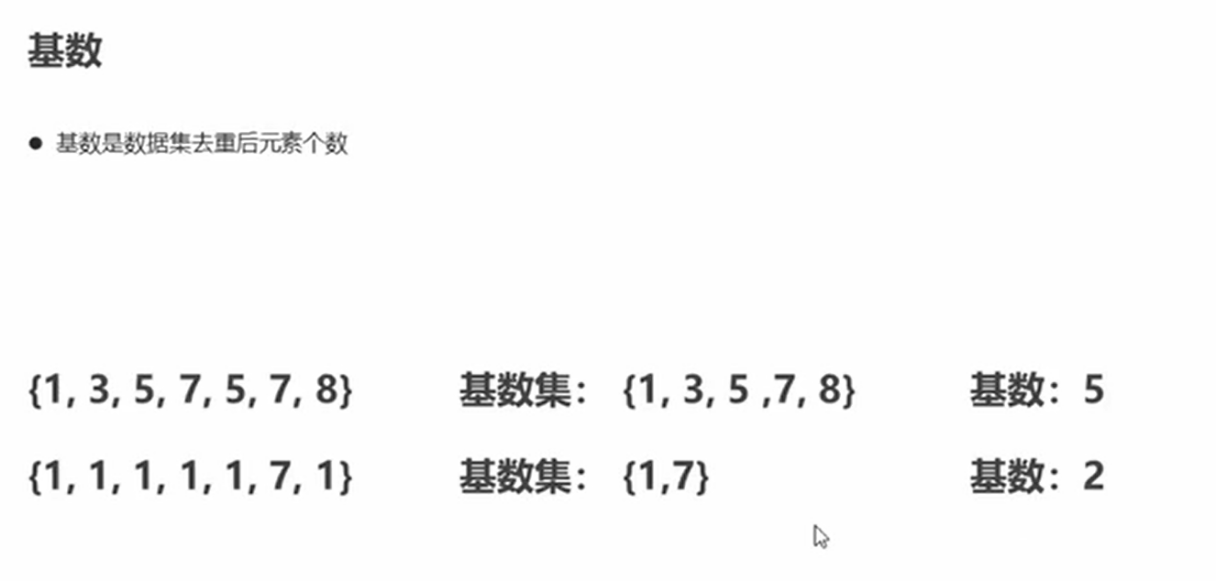 基数
● 基数是数据集去重后元素个数
{1, 3, 5, 7, 5, 7, 8} 基数集： {1, 3, 5 ,7, 8} 基数：5
{1, 1, 1, 1, 1, 7, 1} 基数集： {1,7} 基数：2